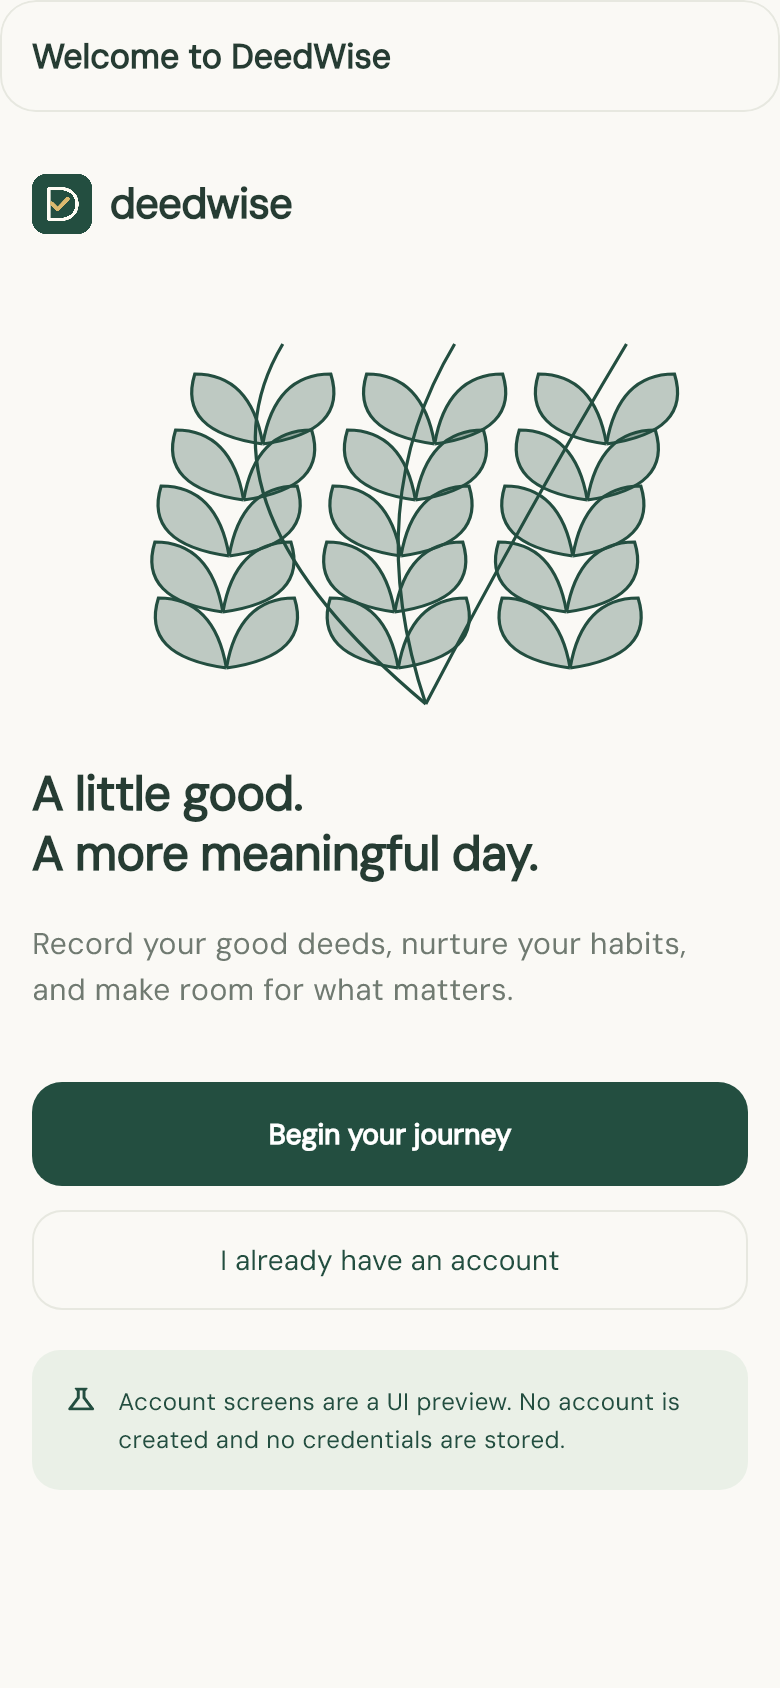 Welcome to DeedWise
deedwise
A little good.
A more meaningful day.
Record your good deeds, nurture your habits,
and make room for what matters.
Begin your journey
I already have an account
Account screens are a UI preview. No account is
created and no credentials are stored.